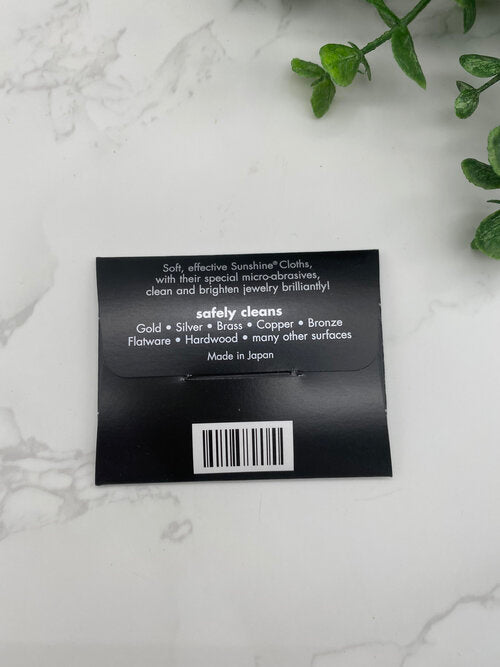 Soft, effective Sunshine® Cloths,
with their special micro-abrasives,
clean and brighten jewelry brilliantly!
safely cleans
Gold • Silver • Brass • Copper • Bronze
Flatware • Hardwood • many other surfaces
Made in Japan